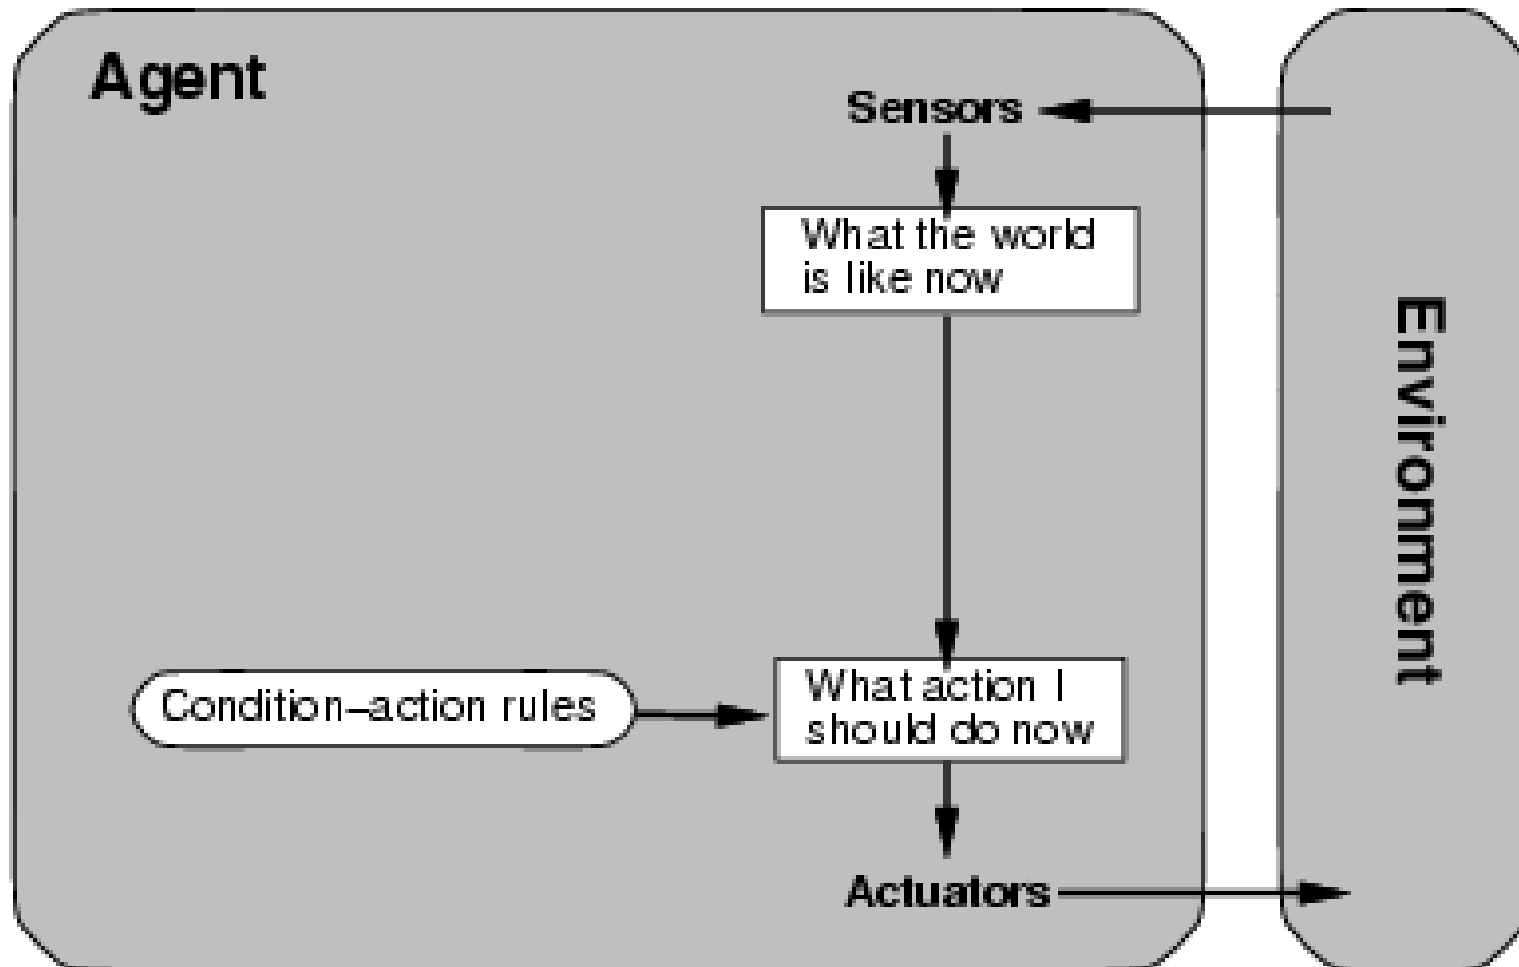 Agent
Sensors
What the world
is like now
Environment
Condition–action rules
What action I
should do now
Actuators